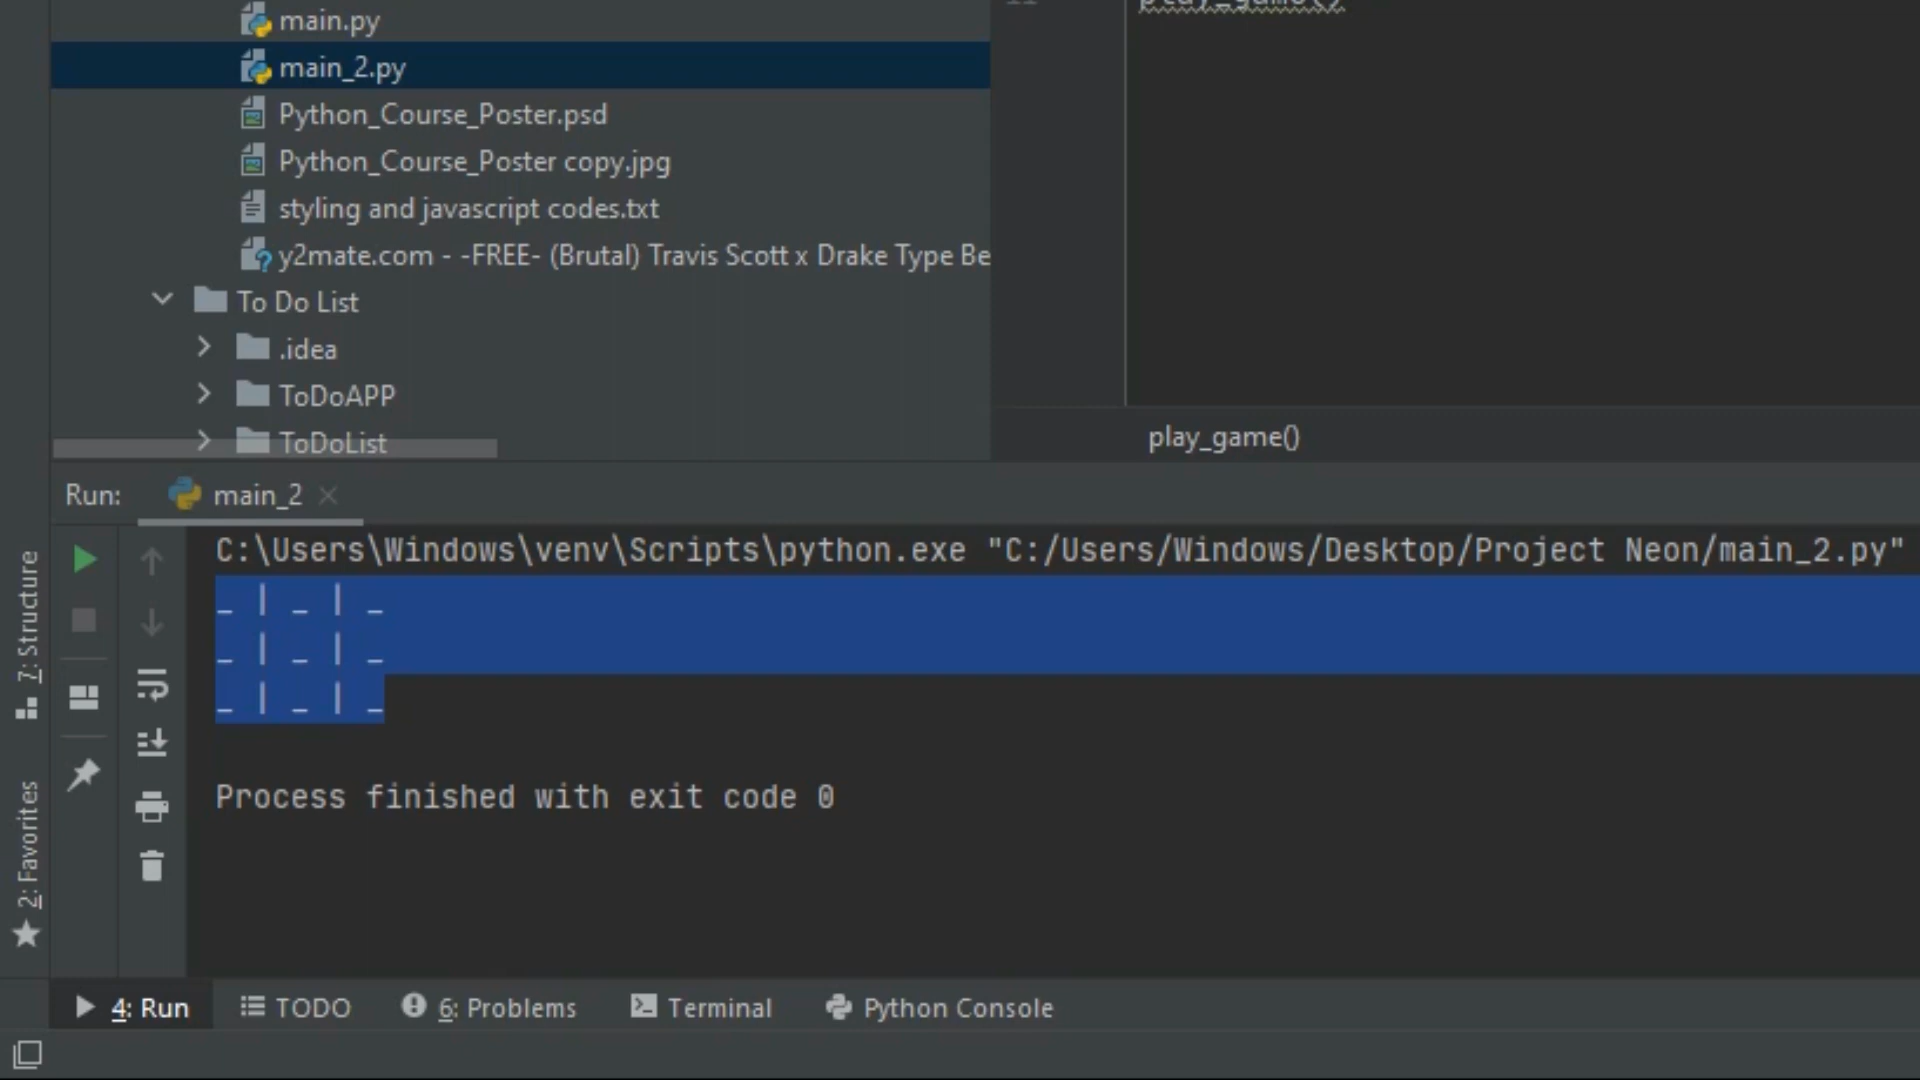 main.py
play_game()
main_2.py
Python_Course_Poster.psd
Python_Course_Poster copy.jpg
styling and javascript codes.txt
y2mate.com - -FREE- (Brutal) Travis Scott x Drake Type Be
To Do List
.idea
ToDoAPP
ToDoList
play_game()
Run: main_2
C:\Users\Windows\venv\Scripts\python.exe "C:/Users/Windows/Desktop/Project Neon/main_2.py"
_ | _ | _
_ | _ | _
_ | _ | _
Process finished with exit code 0
7: Structure
2: Favorites
4: Run TODO 6: Problems Terminal Python Console